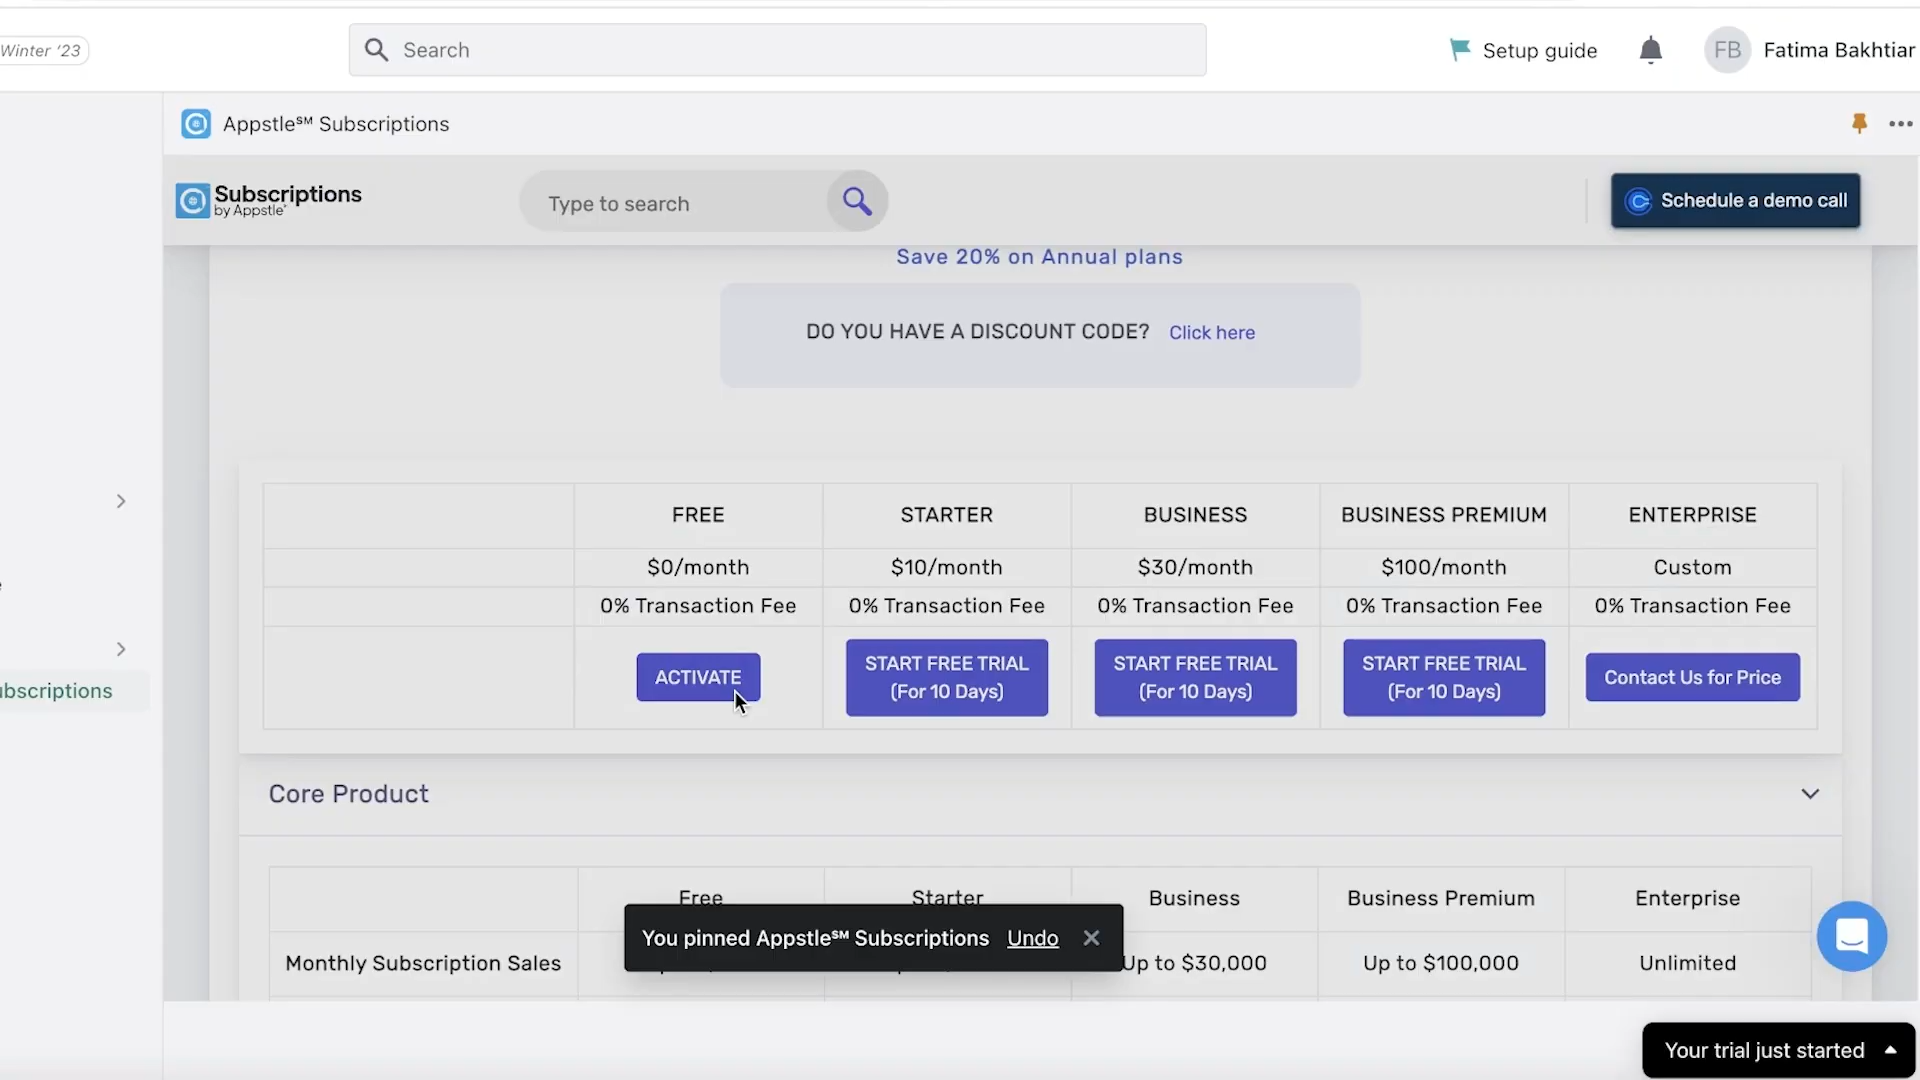 Winter ‘23
Search
Setup guide
FB
Fatima Bakhtiar
Appstle℠ Subscriptions
Subscriptions
by Appstle
Type to search
Schedule a demo call
Save 20% on Annual plans
DO YOU HAVE A DISCOUNT CODE? Click here
FREE STARTER BUSINESS BUSINESS PREMIUM ENTERPRISE
$0/month $10/month $30/month $100/month Custom
0% Transaction Fee 0% Transaction Fee 0% Transaction Fee 0% Transaction Fee 0% Transaction Fee
ACTIVATE
START FREE TRIAL
(For 10 Days)
START FREE TRIAL
(For 10 Days)
START FREE TRIAL
(For 10 Days)
Contact Us for Price
ubscriptions
Core Product
Free Starter Business Business Premium Enterprise
You pinned Appstle℠ Subscriptions Undo
Monthly Subscription Sales Up to $30,000 Up to $100,000 Unlimited
Your trial just started